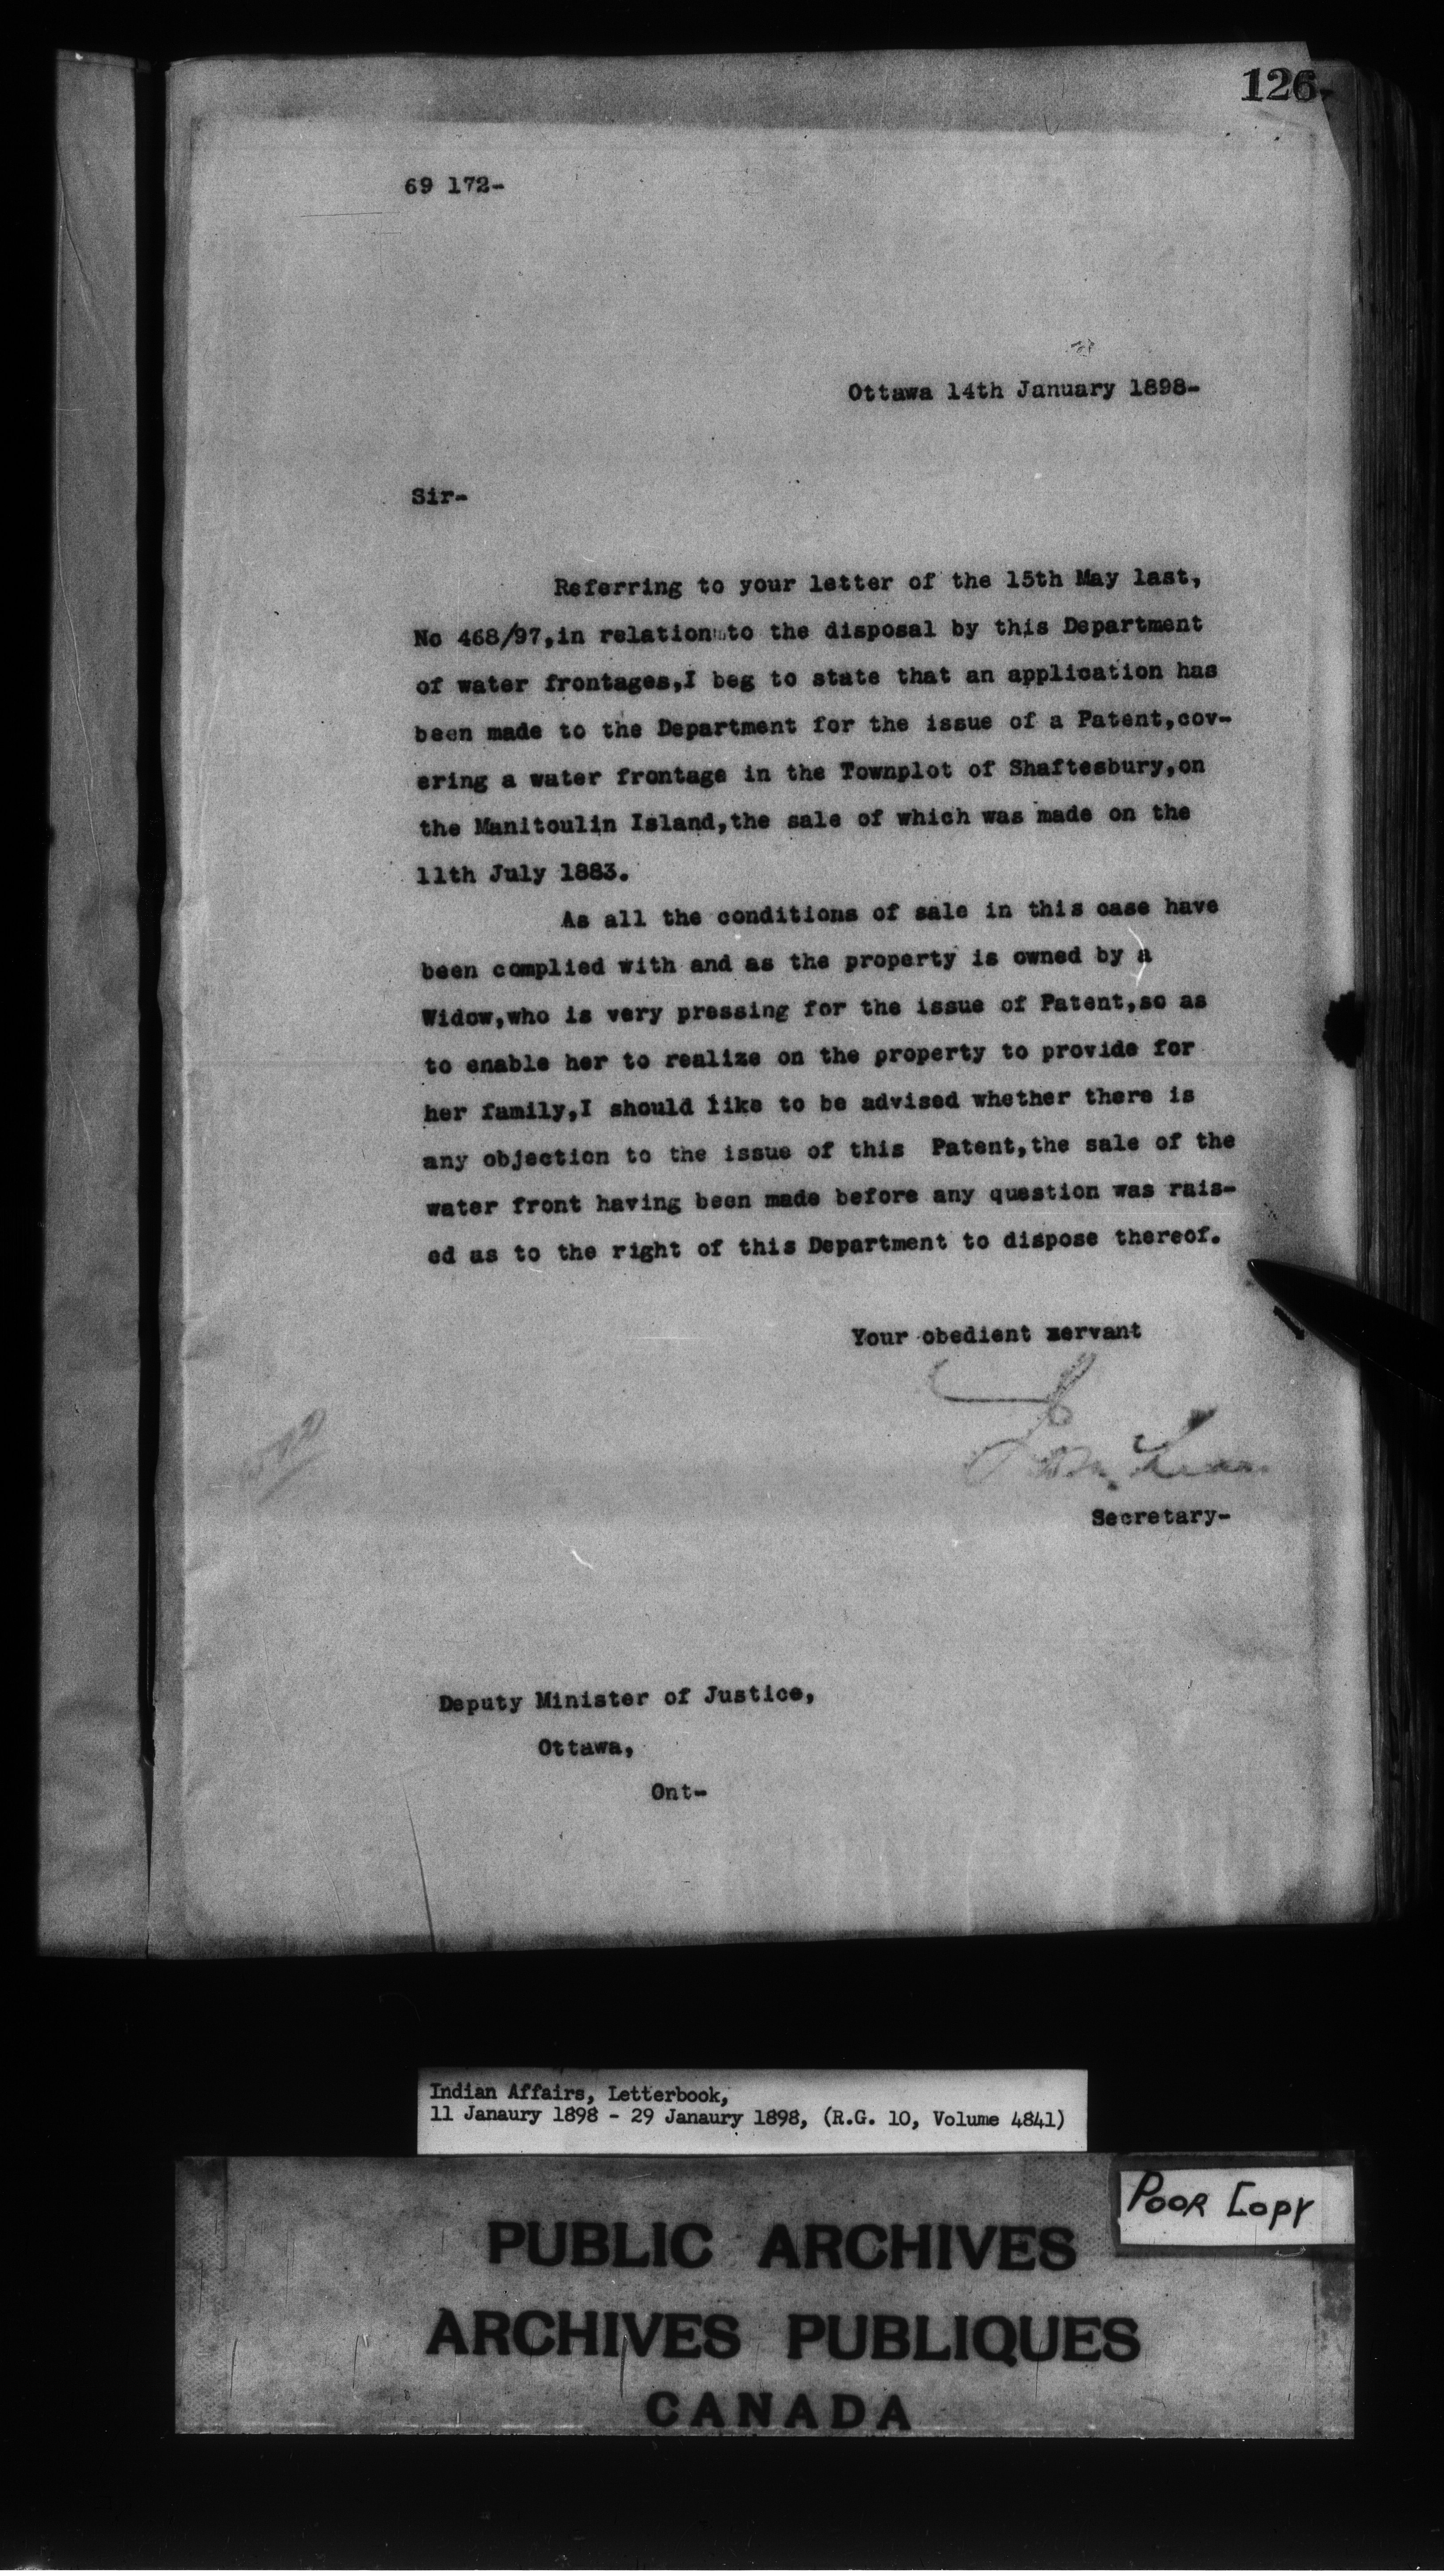 126.
69 172-
Ottawa 14th January 1898-
Sir-
Referring to your letter of the 15th May last,
No 468/97,in relation to the disposal by this Department
of water frontages,I beg to state that an application has
been made to the Department for the issue of a Patent,cov-
ering a water frontage in the Townplot of Shaftesbury,on
the Manitoulin Island,the sale of which was made on the
11th July 1883.
As all the conditions of sale in this case have
been complied with and as the property is owned by a
Widow,who is very pressing for the issue of Patent,so as
to enable her to realize on the property to provide for
her family,I should like to be advised whether there is
any objection to the issue of this Patent,the sale of the
water front having been made before any question was rais-
ed as to the right of this Department to dispose thereof.
Your obedient servant
Secretary-
Deputy Minister of Justice,
Ottawa,
Ont-
Indian Affairs, Letterbook,
11 Janaury 1898 - 29 Janaury 1898, (R.G. 10, Volume 4841)
POOR COPY
PUBLIC ARCHIVES
ARCHIVES PUBLIQUES
CANADA